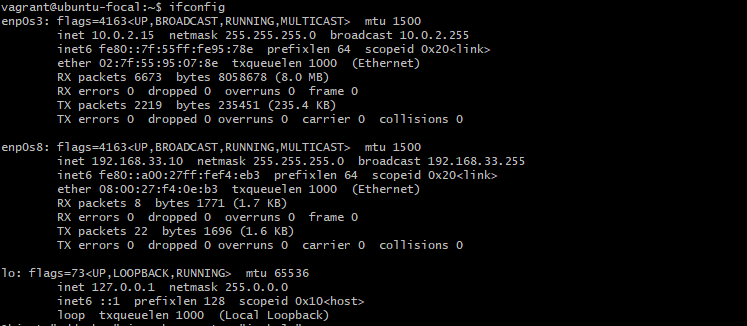 vagrant@ubuntu-focal:~$ ifconfig
enp0s3: flags=4163<UP,BROADCAST,RUNNING,MULTICAST>  mtu 1500
        inet 10.0.2.15  netmask 255.255.255.0  broadcast 10.0.2.255
        inet6 fe80::7f:55ff:fe95:78e  prefixlen 64  scopeid 0x20<link>
        ether 02:7f:55:95:07:8e  txqueuelen 1000  (Ethernet)
        RX packets 6673  bytes 8058678 (8.0 MB)
        RX errors 0  dropped 0  overruns 0  frame 0
        TX packets 2219  bytes 235451 (235.4 KB)
        TX errors 0  dropped 0 overruns 0  carrier 0  collisions 0

enp0s8: flags=4163<UP,BROADCAST,RUNNING,MULTICAST>  mtu 1500
        inet 192.168.33.10  netmask 255.255.255.0  broadcast 192.168.33.255
        inet6 fe80::a00:27ff:fef4:eb3  prefixlen 64  scopeid 0x20<link>
        ether 08:00:27:f4:0e:b3  txqueuelen 1000  (Ethernet)
        RX packets 8  bytes 1771 (1.7 KB)
        RX errors 0  dropped 0  overruns 0  frame 0
        TX packets 22  bytes 1696 (1.6 KB)
        TX errors 0  dropped 0 overruns 0  carrier 0  collisions 0

lo: flags=73<UP,LOOPBACK,RUNNING>  mtu 65536
        inet 127.0.0.1  netmask 255.0.0.0
        inet6 ::1  prefixlen 128  scopeid 0x10<host>
        loop  txqueuelen 1000  (Local Loopback)